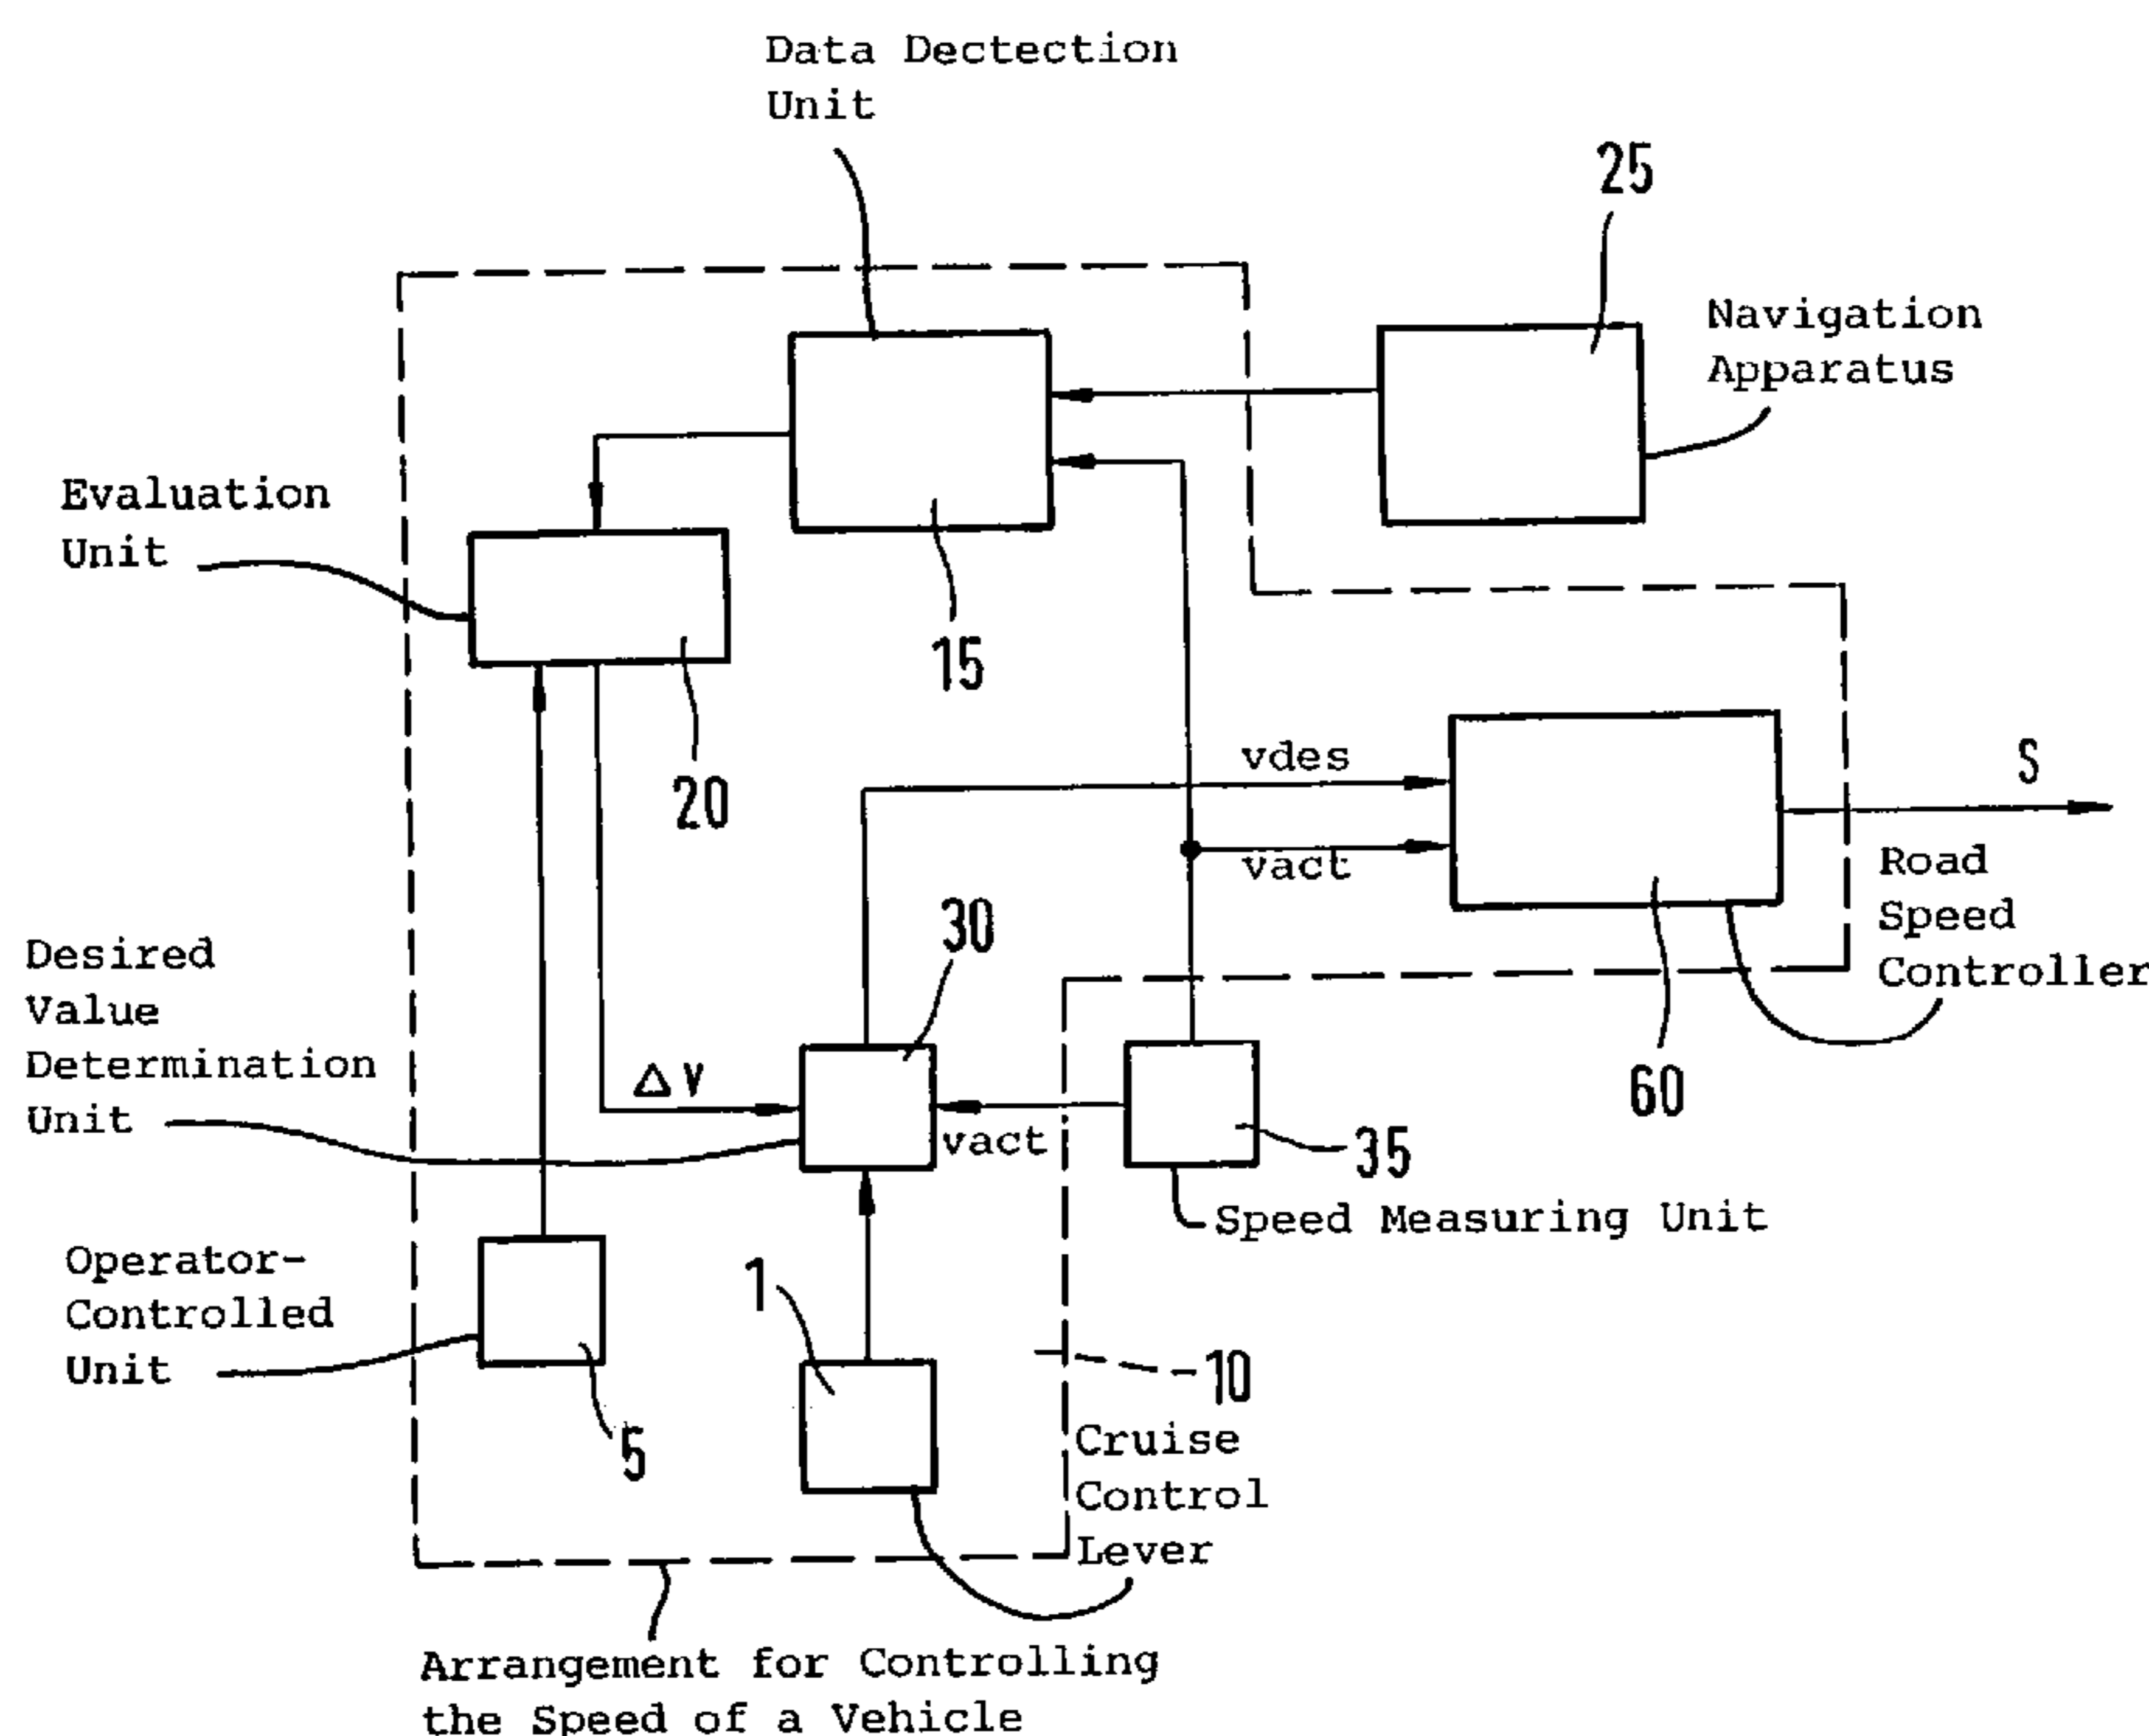 Data Dectection
Unit
25
Navigation
Apparatus
Evaluation
Unit
15
20
vdes
S
vact
Road
Speed
Controller
30
Desired
Value
Determination
Unit
Δv
vact
60
35
Speed Measuring Unit
Operator-
Controlled
Unit
1
5
10
Cruise
Control
Lever
Arrangement for Controlling
the Speed of a Vehicle